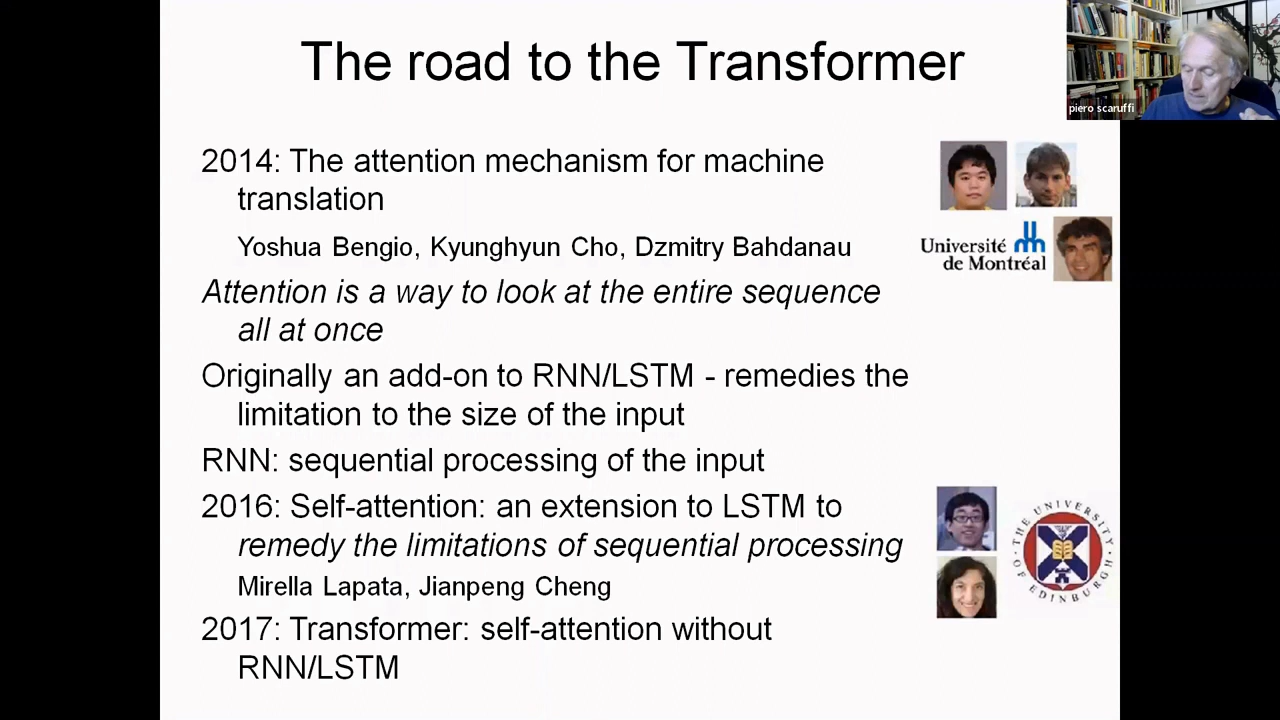 The road to the Transformer
piero scaruffi
2014: The attention mechanism for machine
translation
Yoshua Bengio, Kyunghyun Cho, Dzmitry Bahdanau
Université
de Montréal
Attention is a way to look at the entire sequence
all at once
Originally an add-on to RNN/LSTM - remedies the
limitation to the size of the input
RNN: sequential processing of the input
2016: Self-attention: an extension to LSTM to
remedy the limitations of sequential processing
Mirella Lapata, Jianpeng Cheng
THE UNIVERSITY
OF EDINBURGH
2017: Transformer: self-attention without
RNN/LSTM